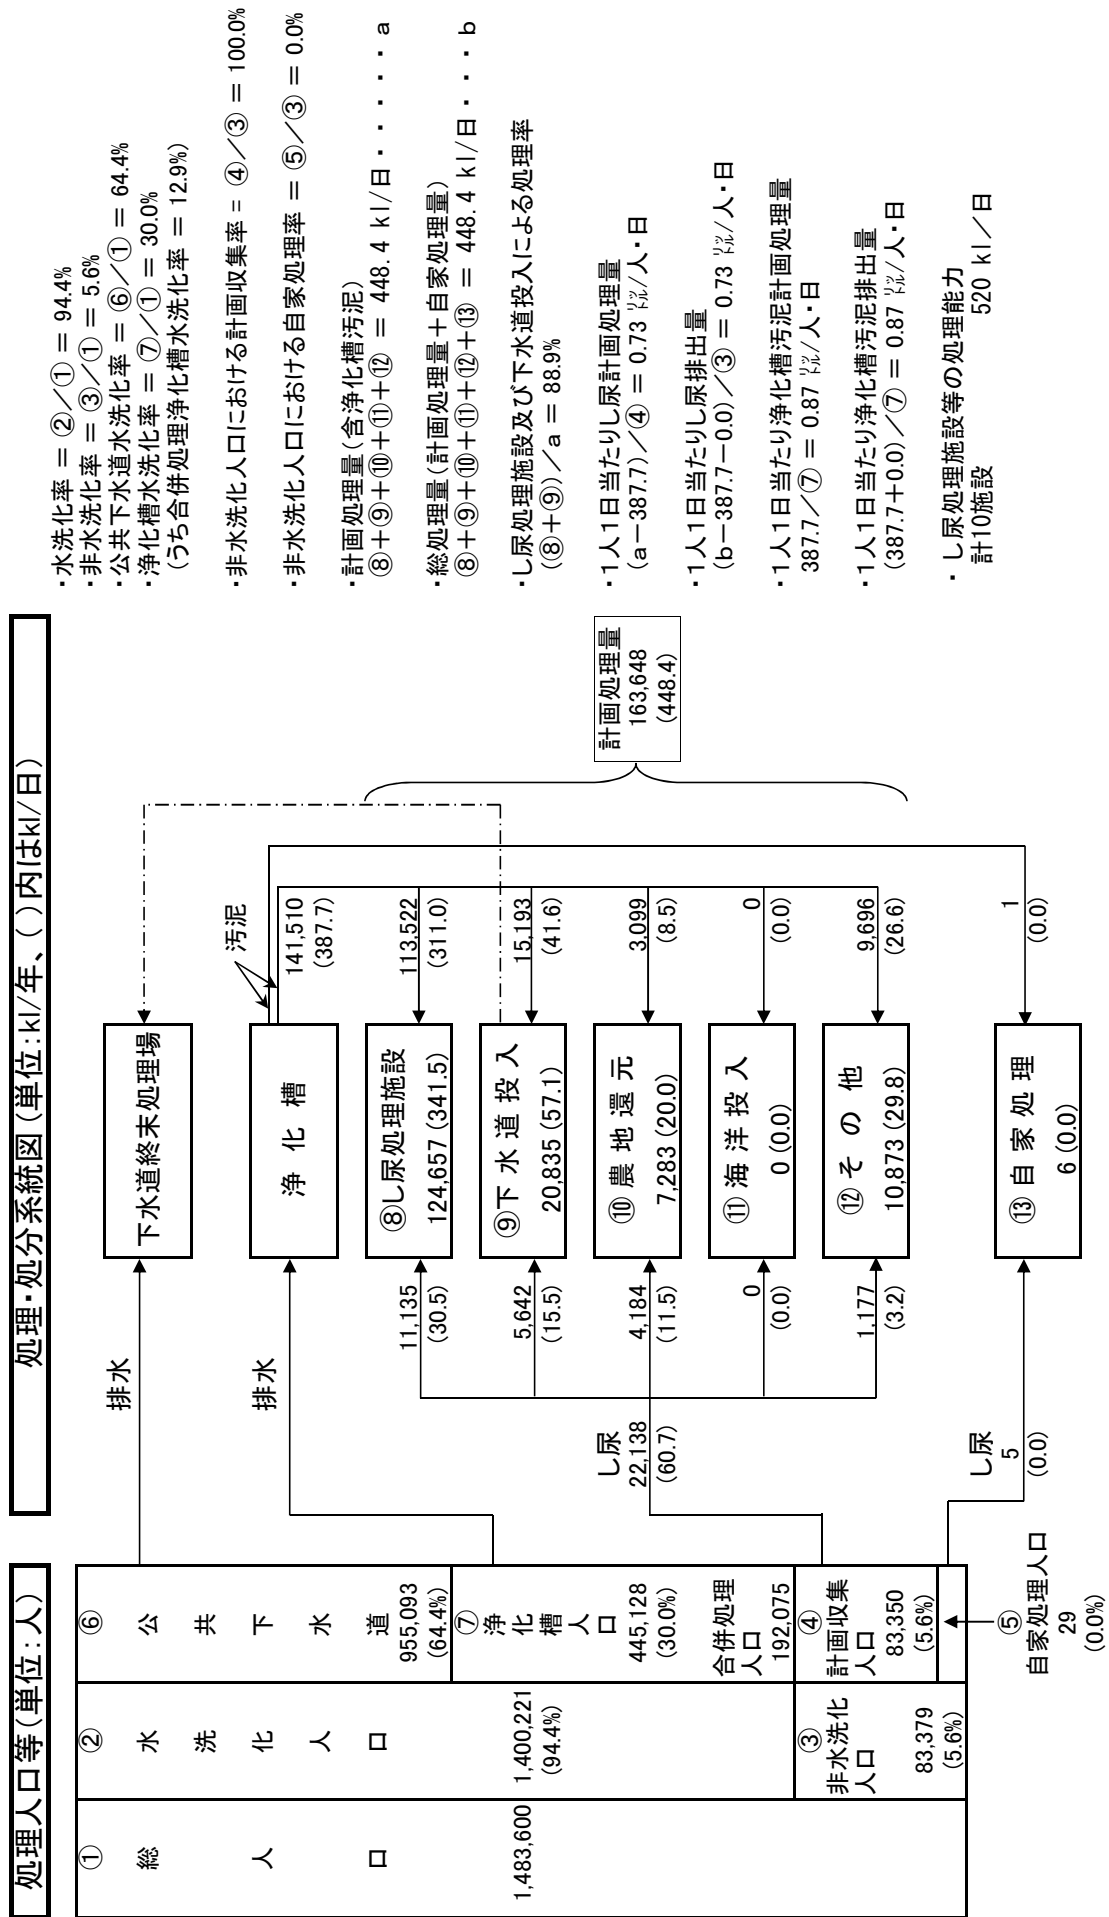 処理人口等(単位:人)
処理・処分系統図(単位:kl/年、( )内はkl/日)
①
総
人
口
1,483,600
②
水
洗
化
人
口
1,400,221
(94.4%)
③
非水洗化
人口
83,379
(5.6%)
⑥
公
共
下
水
道
955,093
(64.4%)
⑦
浄
化
槽
人
口
445,128
(30.0%)
合併処理
人口
192,075
④
計画収集
人口
83,350
(5.6%)
⑤
自家処理人口
29
(0.0%)
排水
排水
し尿
22,138
(60.7)
し尿
5
(0.0)
11,135
(30.5)
5,642
(15.5)
4,184
(11.5)
0
(0.0)
1,177
(3.2)
下水道終末処理場
浄 化 槽
⑧し尿処理施設
124,657 (341.5)
⑨下 水 道 投 入
20,835 (57.1)
⑩ 農 地 還 元
7,283 (20.0)
⑪ 海 洋 投 入
0 (0.0)
⑫ そ の 他
10,873 (29.8)
⑬ 自 家 処 理
6 (0.0)
汚泥
141,510
(387.7)
113,522
(311.0)
15,193
(41.6)
3,099
(8.5)
0
(0.0)
9,696
(26.6)
1
(0.0)
計画処理量
163,648
(448.4)
・水洗化率 = ②/① = 94.4%
・非水洗化率 = ③/① = 5.6%
・公共下水道水洗化率 = ⑥/① = 64.4%
・浄化槽水洗化率 = ⑦/① = 30.0%
(うち合併処理浄化槽水洗化率 = 12.9%)
・非水洗化人口における計画収集率 = ④/③ = 100.0%
・非水洗化人口における自家処理率 = ⑤/③ = 0.0%
・計画処理量(含浄化槽汚泥)
⑧+⑨+⑩+⑪+⑫ = 448.4 kl/日・・・・・・a
・総処理量(計画処理量+自家処理量)
⑧+⑨+⑩+⑪+⑫+⑬ = 448.4 kl/日・・・b
・し尿処理施設及び下水道投入による処理率
(⑧+⑨)/a = 88.9%
・1人1日当たりし尿計画処理量
(a-387.7)/④ = 0.73 リットル/人・日
・1人1日当たりし尿排出量
(b-387.7-0.0)/③ = 0.73 リットル/人・日
・1人1日当たり浄化槽汚泥計画処理量
387.7/⑦ = 0.87 リットル/人・日
・1人1日当たり浄化槽汚泥排出量
(387.7+0.0)/⑦ = 0.87 リットル/人・日
・し尿処理施設等の処理能力
計10施設 520 kl/日